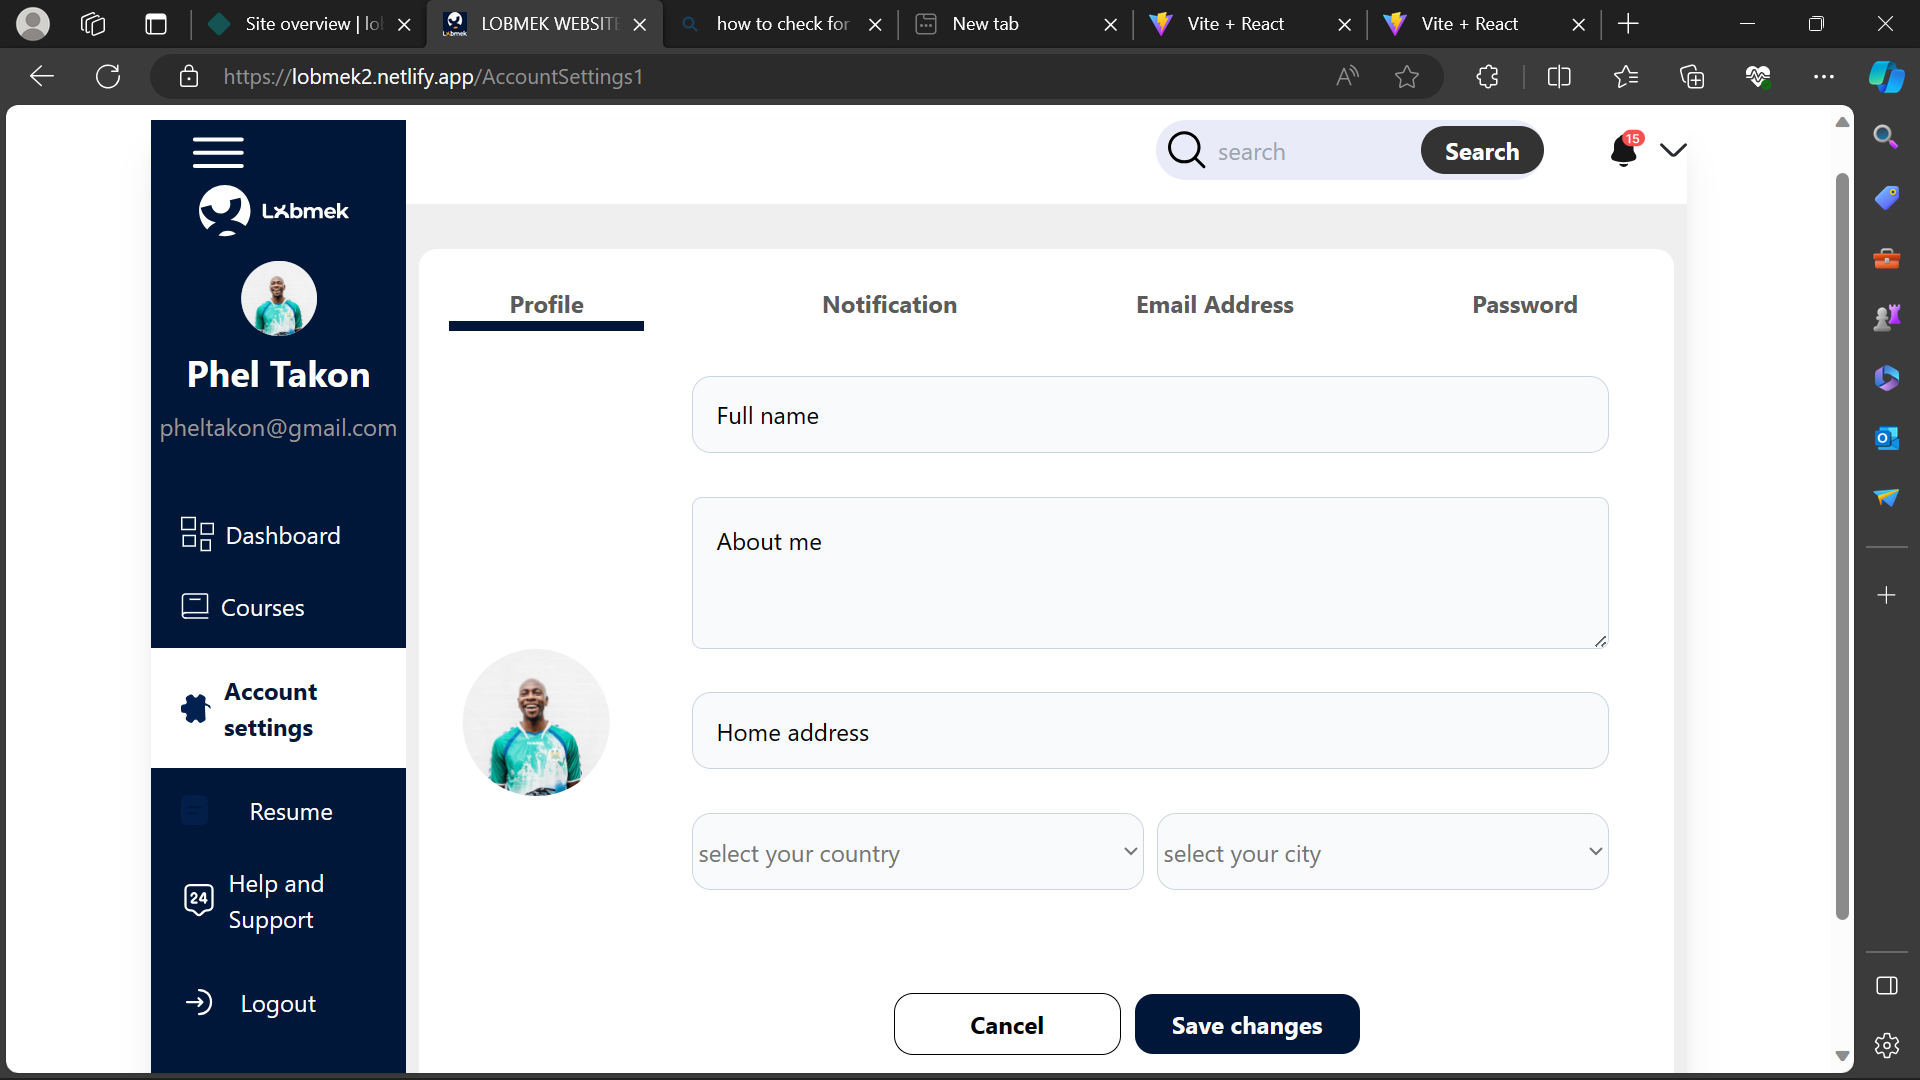 Site overview | lo
LOBMEK WEBSITE
how to check for
New tab
Vite + React
Vite + React
https://lobmek2.netlify.app/AccountSettings1
search
Search
15
Lxbmek
Profile
Notification
Email Address
Password
Phel Takon
pheltakon@gmail.com
Full name
Dashboard
About me
Courses
Account
settings
Home address
Resume
select your country
select your city
24
Help and
Support
Logout
Cancel
Save changes